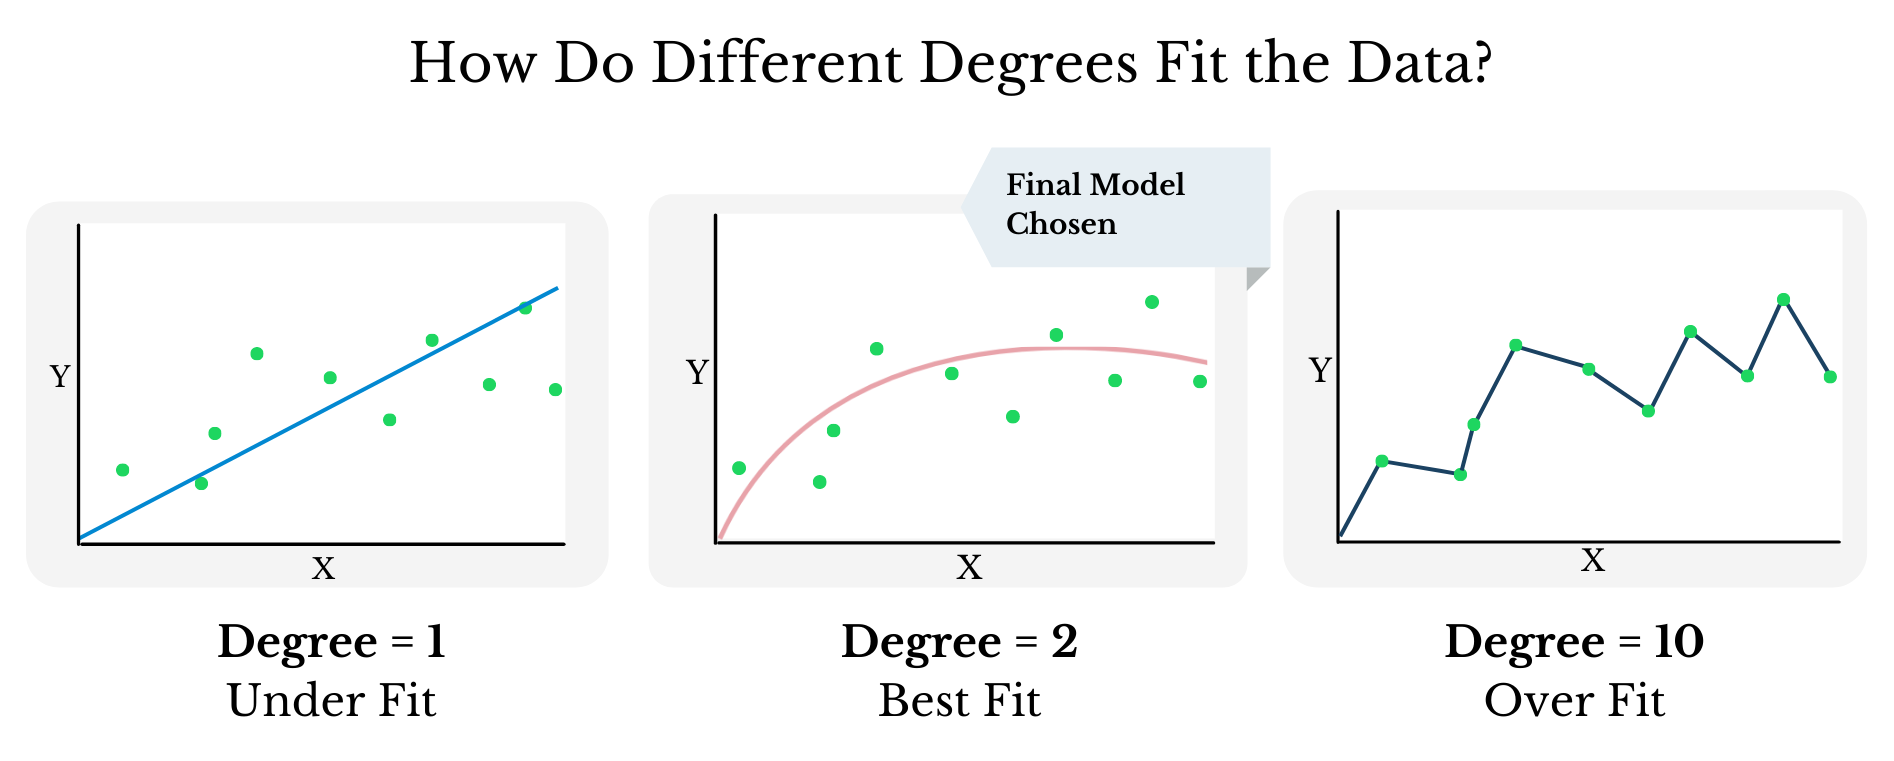 How Do Different Degrees Fit the Data?
Final Model
Chosen
Y
X
Y
X
Y
X
Degree = 1
Under Fit
Degree = 2
Best Fit
Degree = 10
Over Fit